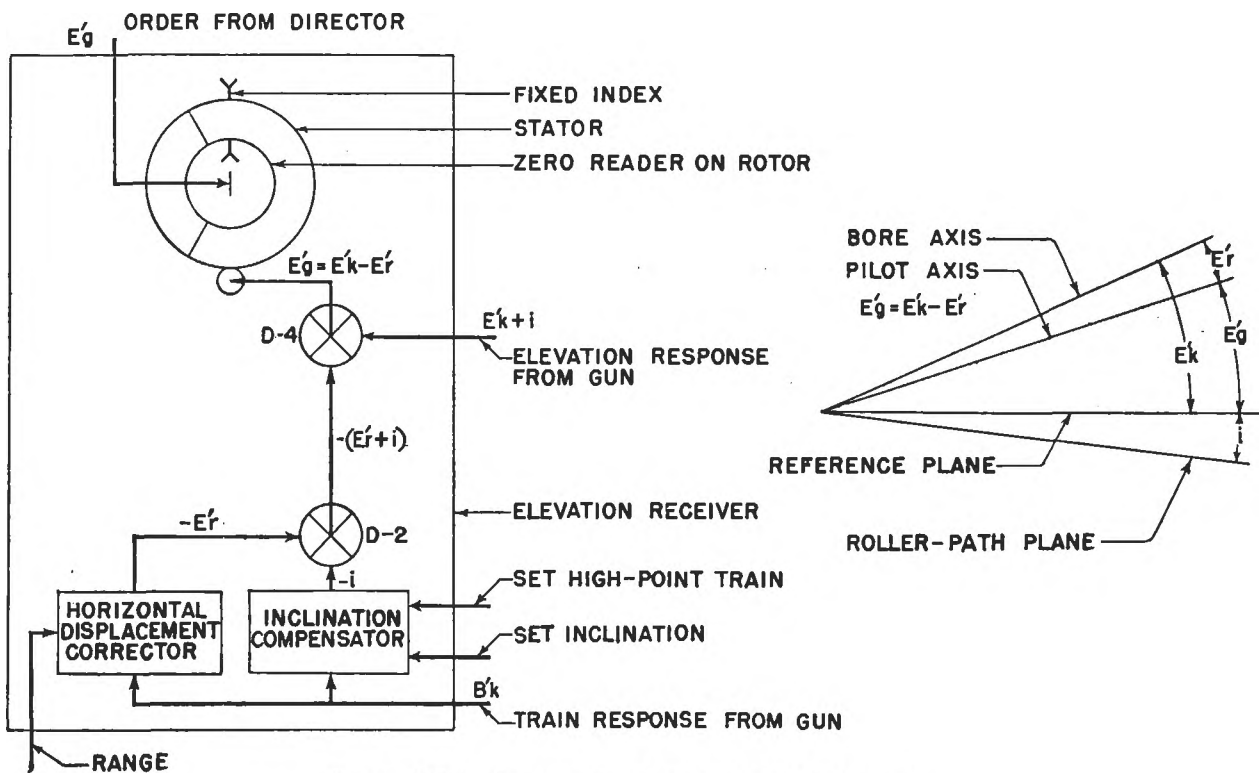 ORDER FROM DIRECTOR
E'g
FIXED INDEX
STATOR
ZERO READER ON ROTOR
E'g = E'k - E'r
D-4
E'k + i
ELEVATION RESPONSE
FROM GUN
-(E'r + i)
ELEVATION RECEIVER
-E'r
D-2
-i
SET HIGH-POINT TRAIN
HORIZONTAL
DISPLACEMENT
CORRECTOR
INCLINATION
COMPENSATOR
SET INCLINATION
B'k
TRAIN RESPONSE FROM GUN
RANGE
BORE AXIS
PILOT AXIS
E'g = E'k - E'r
E'r
E'k
E'g
i
REFERENCE PLANE
ROLLER-PATH PLANE